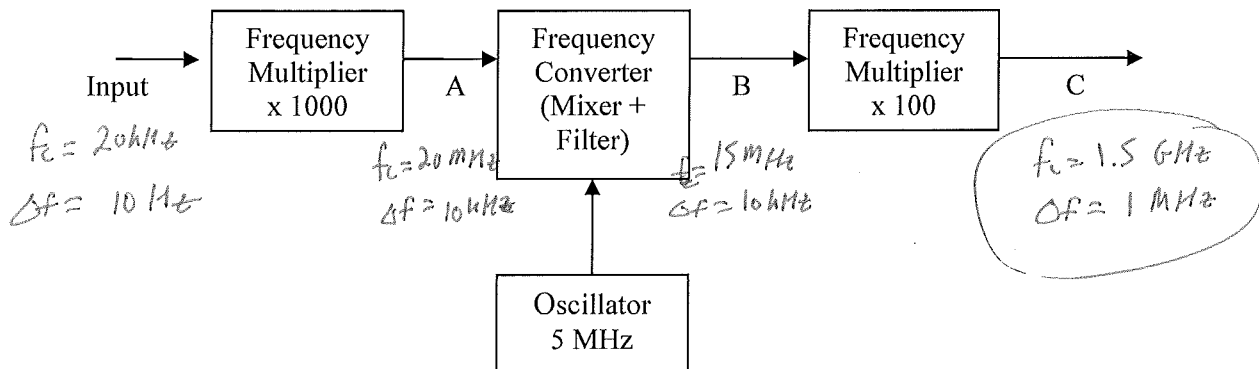 Frequency
Multiplier
x 1000
Frequency
Converter
(Mixer +
Filter)
Frequency
Multiplier
x 100
Input
A
B
C
fc = 20kHz
Δf = 10 Hz
fc = 20 MHz
Δf = 10kHz
fc = 15 MHz
Δf = 10kHz
fc = 1.5 GHz
Δf = 1 MHz
Oscillator
5 MHz